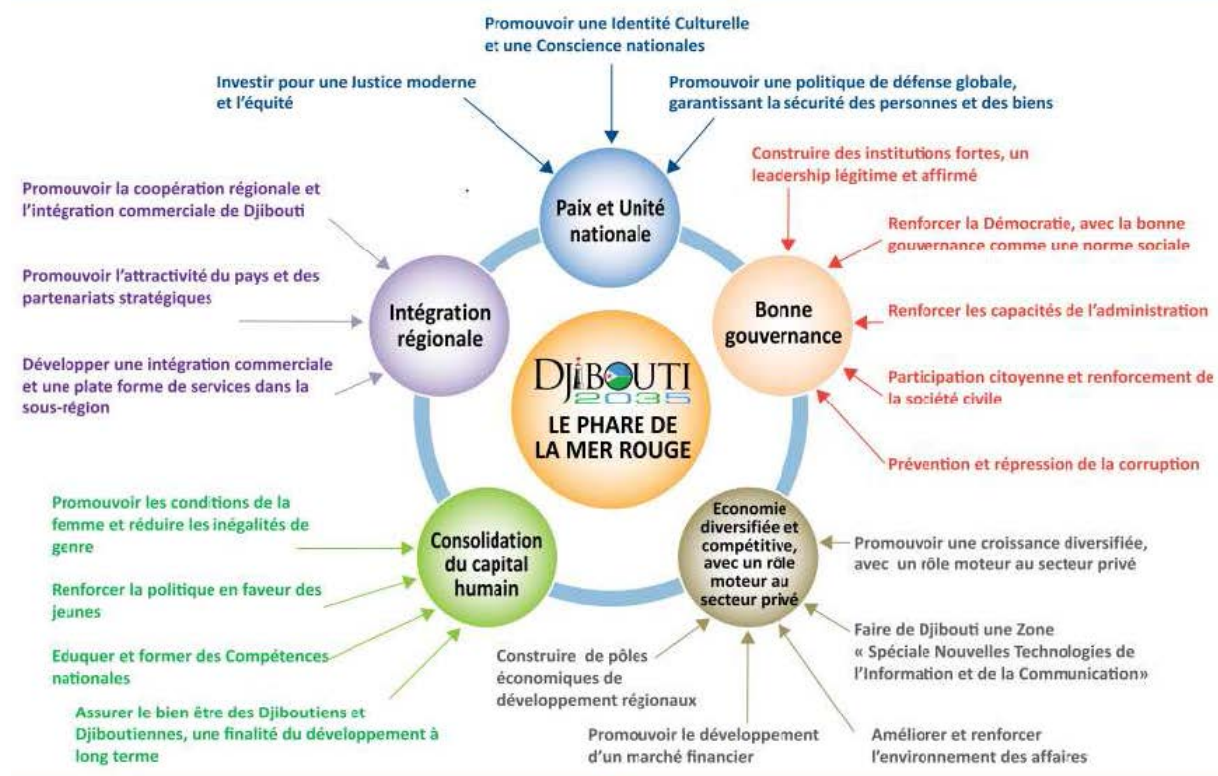 Promouvoir une Identité Culturelle
et une Conscience nationales
Investir pour une Justice moderne
et l'équité
Promouvoir une politique de défense globale,
garantissant la sécurité des personnes et des biens
Paix et Unité
nationale
Construire des institutions fortes, un
leadership légitime et affirmé
Renforcer la Démocratie, avec la bonne
gouvernance comme une norme sociale
Renforcer les capacités de l'administration
Participation citoyenne et renforcement de
la société civile
Prévention et répression de la corruption
Bonne
gouvernance
Promouvoir la coopération régionale et
l'intégration commerciale de Djibouti
Promouvoir l'attractivité du pays et des
partenariats stratégiques
Développer une intégration commerciale
et une plate forme de services dans la
sous-région
Intégration
régionale
DJIBOUTI
2035
LE PHARE DE
LA MER ROUGE
Promouvoir les conditions de la
femme et réduire les inégalités de
genre
Renforcer la politique en faveur des
jeunes
Eduquer et former des Compétences
nationales
Assurer le bien être des Djiboutiens et
Djiboutiennes, une finalité du développement à
long terme
Consolidation
du capital
humain
Economie
diversifiée et
compétitive,
avec un rôle
moteur au
secteur privé
Promouvoir une croissance diversifiée,
avec un rôle moteur au secteur privé
Faire de Djibouti une Zone
« Spéciale Nouvelles Technologies de
l'Information et de la Communication»
Construire de pôles
économiques de
développement régionaux
Promouvoir le développement
d'un marché financier
Améliorer et renforcer
l'environnement des affaires